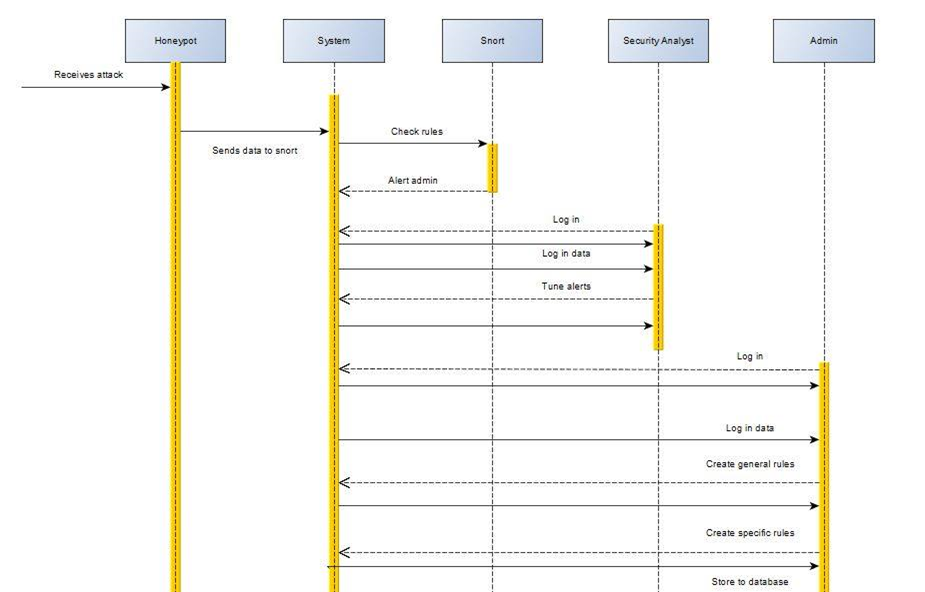 Honeypot
System
Snort
Security Analyst
Admin
Receives attack
Check rules
Sends data to snort
Alert admin
Log in
Log in data
Tune alerts
Log in
Log in data
Create general rules
Create specific rules
Store to database